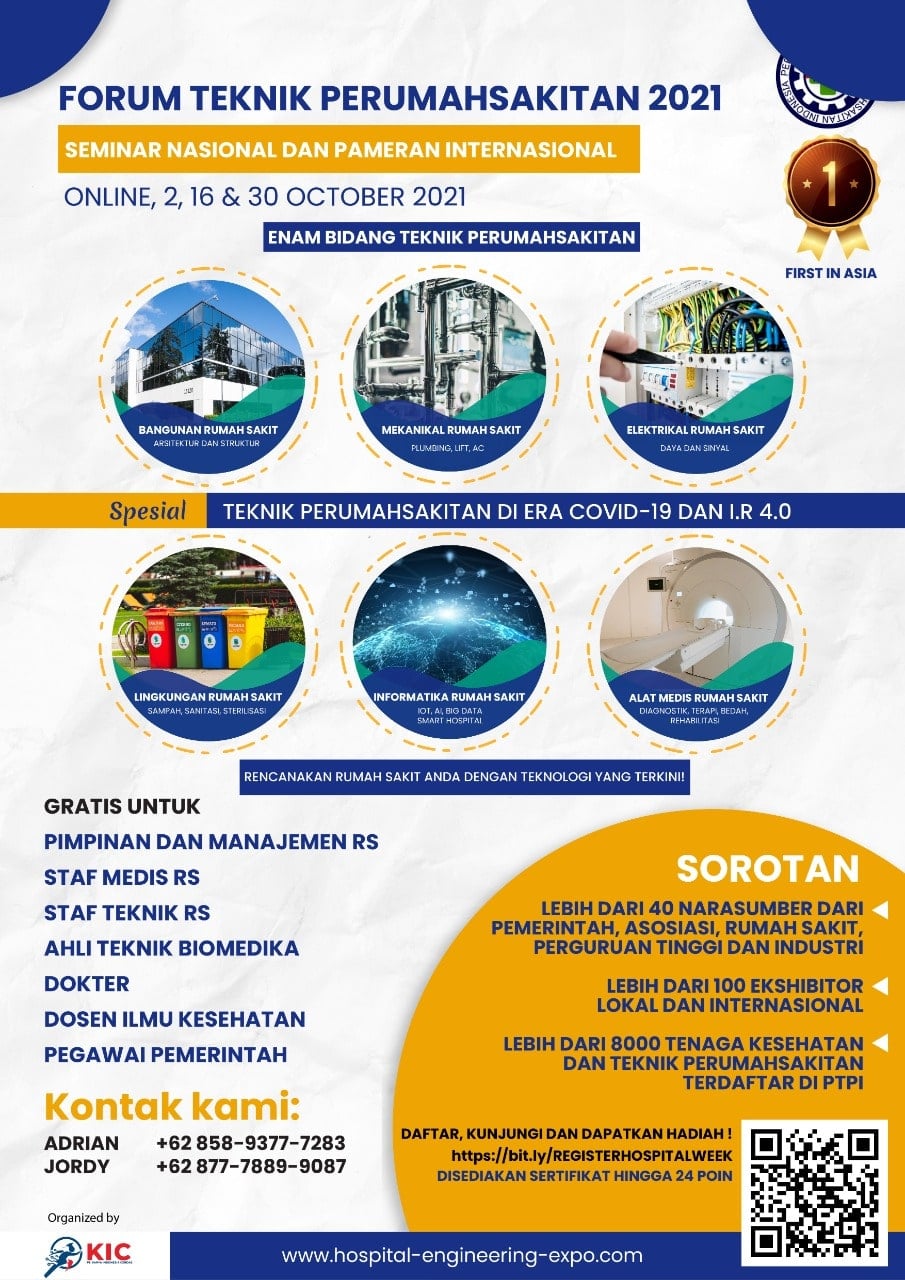 FORUM TEKNIK PERUMAHSAKITAN 2021
SEMINAR NASIONAL DAN PAMERAN INTERNASIONAL
ONLINE, 2, 16 & 30 OCTOBER 2021
1
FIRST IN ASIA
ENAM BIDANG TEKNIK PERUMAHSAKITAN
BANGUNAN RUMAH SAKIT
ARSITEKTUR DAN STRUKTUR
MEKANIKAL RUMAH SAKIT
PLUMBING, LIFT, AC
ELEKTRIKAL RUMAH SAKIT
DAYA DAN SINYAL
Spesial TEKNIK PERUMAHSAKITAN DI ERA COVID-19 DAN I.R 4.0
LINGKUNGAN RUMAH SAKIT
SAMPAH, SANITASI, STERILISASI
INFORMATIKA RUMAH SAKIT
IOT, AI, BIG DATA
SMART HOSPITAL
ALAT MEDIS RUMAH SAKIT
DIAGNOSTIK, TERAPI, BEDAH,
REHABILITASI
RENCANAKAN RUMAH SAKIT ANDA DENGAN TEKNOLOGI YANG TERKINI!
GRATIS UNTUK
PIMPINAN DAN MANAJEMEN RS
STAF MEDIS RS
STAF TEKNIK RS
AHLI TEKNIK BIOMEDIKA
DOKTER
DOSEN ILMU KESEHATAN
PEGAWAI PEMERINTAH
SOROTAN
LEBIH DARI 40 NARASUMBER DARI
PEMERINTAH, ASOSIASI, RUMAH SAKIT,
PERGURUAN TINGGI DAN INDUSTRI
LEBIH DARI 100 EKSHIBITOR
LOKAL DAN INTERNASIONAL
LEBIH DARI 8000 TENAGA KESEHATAN
DAN TEKNIK PERUMAHSAKITAN
TERDAFTAR DI PTPI
Kontak kami:
ADRIAN +62 858-9377-7283
JORDY +62 877-7889-9087
DAFTAR, KUNJUNGI DAN DAPATKAN HADIAH !
https://bit.ly/REGISTERHOSPITALWEEK
DISEDIAKAN SERTIFIKAT HINGGA 24 POIN
Organized by
KIC
www.hospital-engineering-expo.com